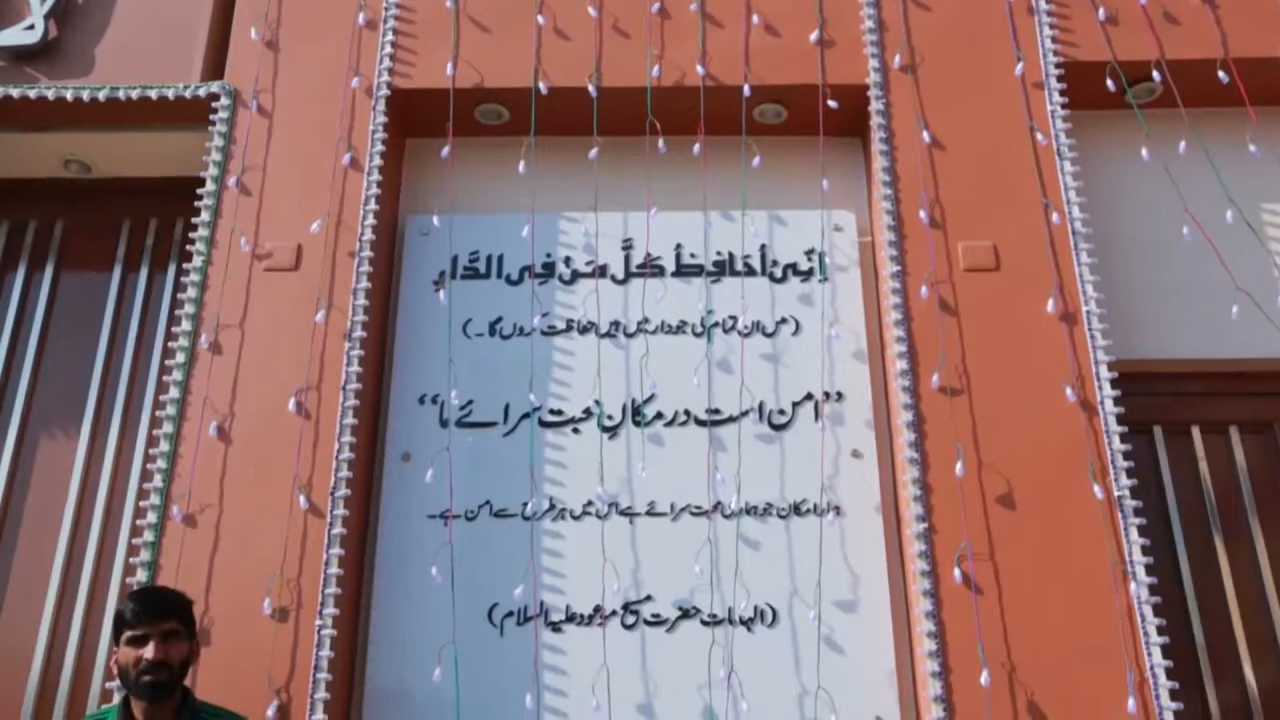 اِنِّیْ اُحَافِظُ کُلَّ مَنْ فِی الدَّارِ
(میں ان تمام کی جو دار میں ہیں حفاظت کروں گا۔)
”امن است در مکانِ محبت سرائے ما“
ہمارا مکان جو ہماری محبت سرائے ہے اس میں ہر طرح سے امن ہے۔
(الہامات حضرت مسیح موعود علیہ السلام)